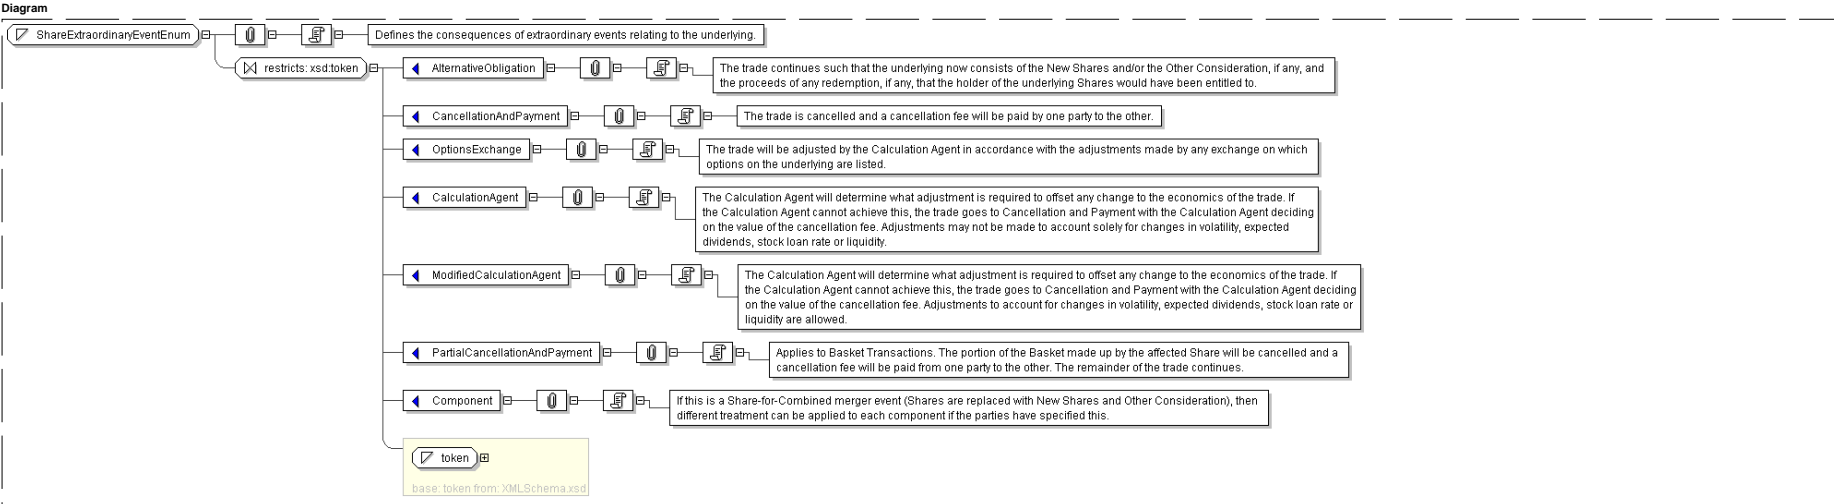 Diagram
ShareExtraordinaryEventEnum
Defines the consequences of extraordinary events relating to the underlying.
restricts: xsd:token
AlternativeObligation
The trade continues such that the underlying now consists of the New Shares and/or the Other Consideration, if any, and
the proceeds of any redemption, if any, that the holder of the underlying Shares would have been entitled to.
CancellationAndPayment
The trade is cancelled and a cancellation fee will be paid by one party to the other.
OptionsExchange
The trade will be adjusted by the Calculation Agent in accordance with the adjustments made by any exchange on which
options on the underlying are listed.
CalculationAgent
The Calculation Agent will determine what adjustment is required to offset any change to the economics of the trade. If
the Calculation Agent cannot achieve this, the trade goes to Cancellation and Payment with the Calculation Agent deciding
on the value of the cancellation fee. Adjustments may not be made to account solely for changes in volatility, expected
dividends, stock loan rate or liquidity.
ModifiedCalculationAgent
The Calculation Agent will determine what adjustment is required to offset any change to the economics of the trade. If
the Calculation Agent cannot achieve this, the trade goes to Cancellation and Payment with the Calculation Agent deciding
on the value of the cancellation fee. Adjustments to account for changes in volatility, expected dividends, stock loan rate or
liquidity are allowed.
PartialCancellationAndPayment
Applies to Basket Transactions. The portion of the Basket made up by the affected Share will be cancelled and a
cancellation fee will be paid from one party to the other. The remainder of the trade continues.
Component
If this is a Share-for-Combined merger event (Shares are replaced with New Shares and Other Consideration), then
different treatment can be applied to each component if the parties have specified this.
token
base: token from: XMLSchema.xsd